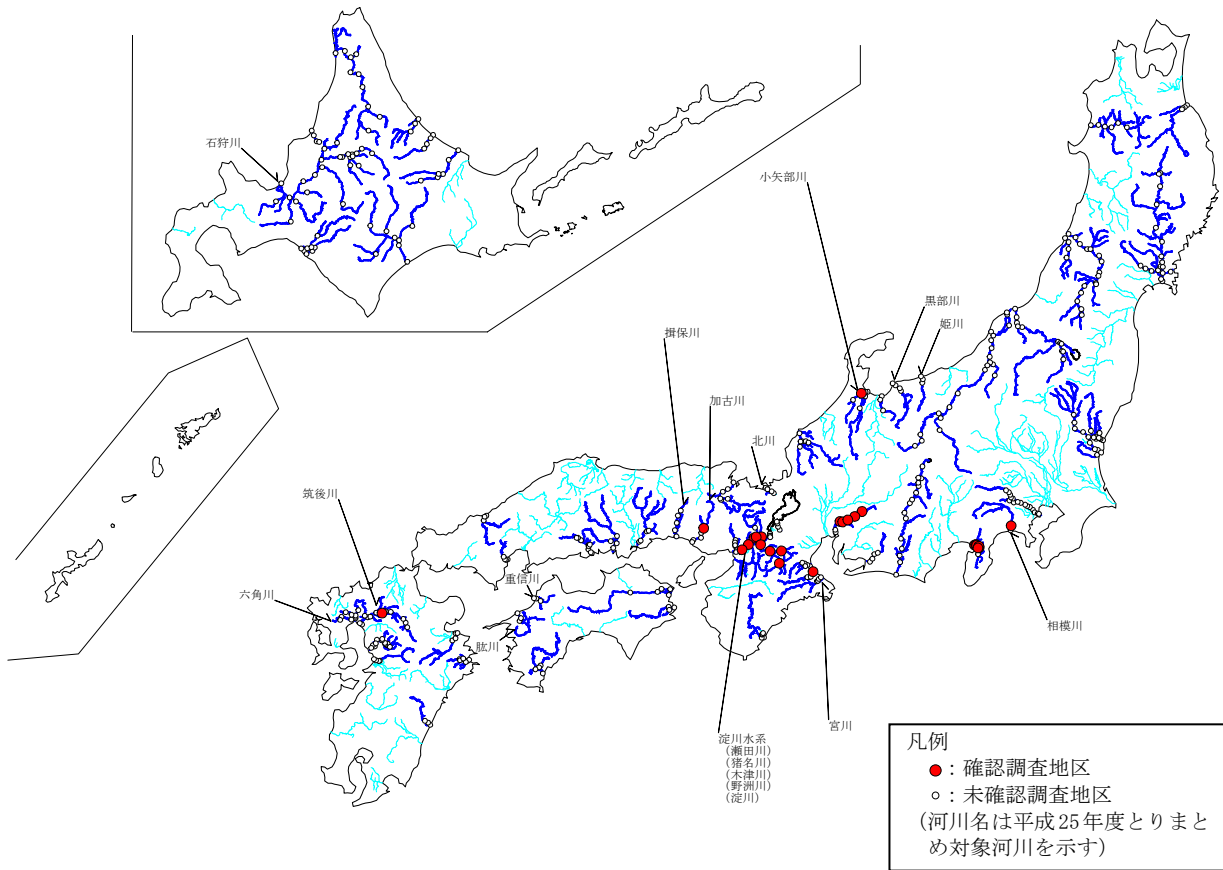 石狩川
小矢部川
黒部川
姫川
揖保川
加古川
北川
筑後川
重信川
六角川
肱川
相模川
宮川
淀川水系
(瀬田川)
(猪名川)
(木津川)
(野洲川)
(淀川)
凡例
●：確認調査地区
○：未確認調査地区
(河川名は平成25年度とりまと
め対象河川を示す)